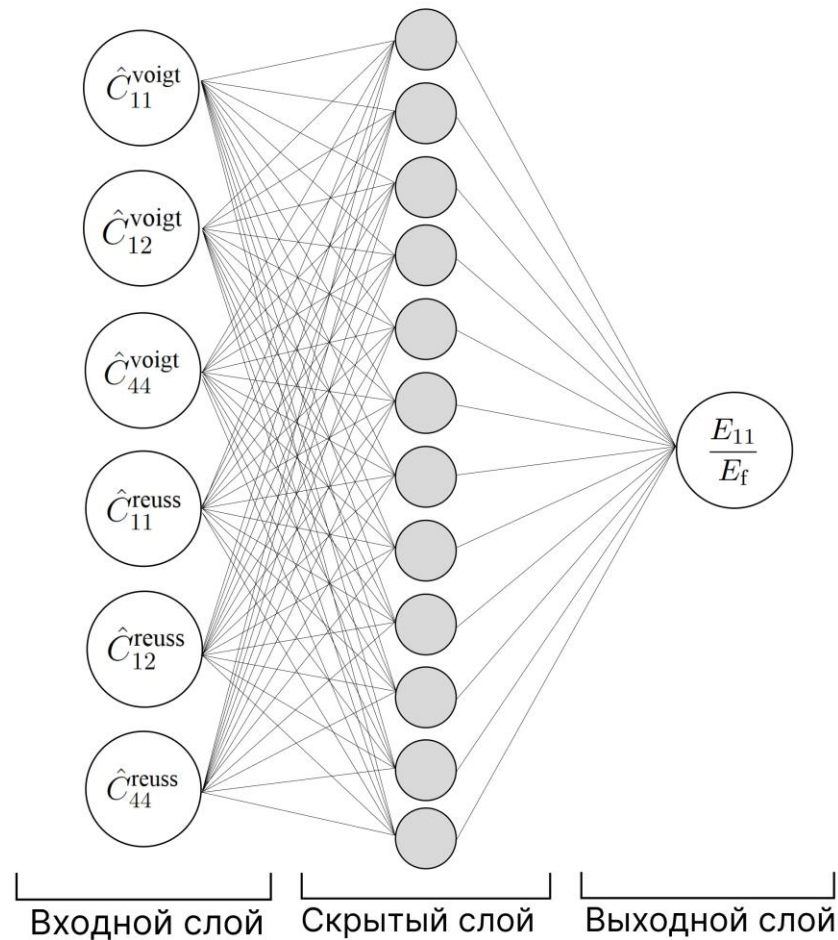 Ĉ₁₁^voigt
Ĉ₁₂^voigt
Ĉ₄₄^voigt
Ĉ₁₁^reuss
Ĉ₁₂^reuss
Ĉ₄₄^reuss
E₁₁
E_f
Входной слой Скрытый слой Выходной слой